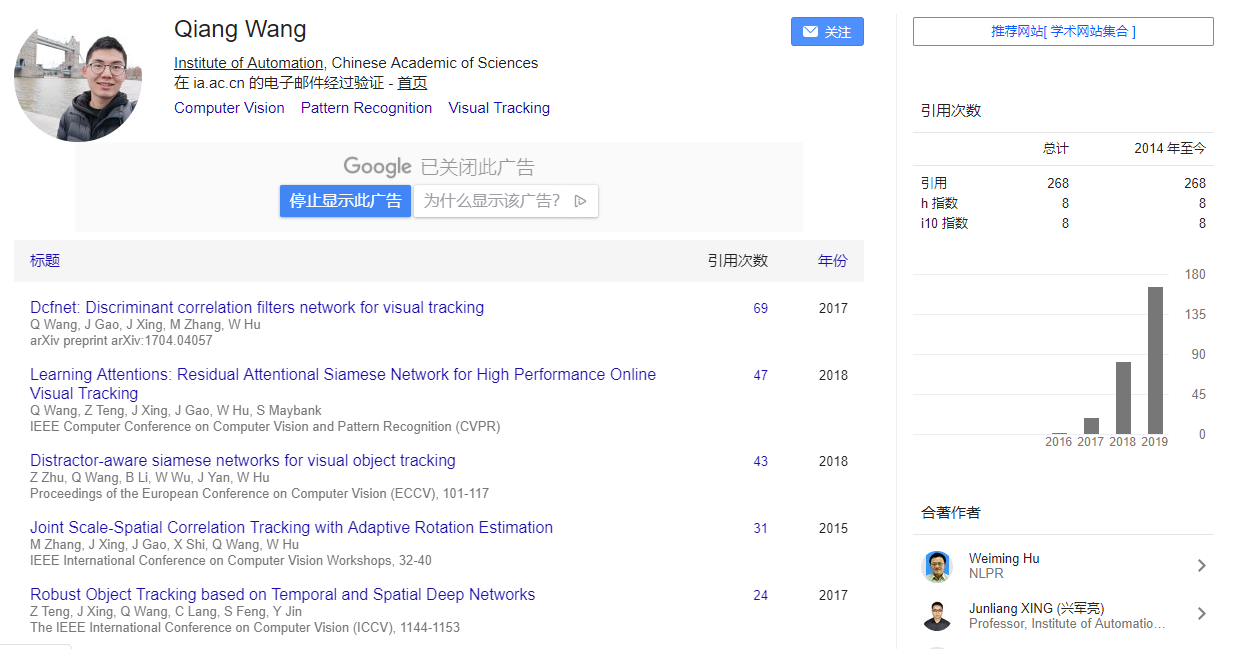 Qiang Wang
关注
Institute of Automation, Chinese Academic of Sciences
在 ia.ac.cn 的电子邮件经过验证 - 首页
Computer Vision Pattern Recognition Visual Tracking
Google 已关闭此广告
停止显示此广告 为什么显示该广告?
标题 引用次数 年份
Dcfnet: Discriminant correlation filters network for visual tracking 69 2017
Q Wang, J Gao, J Xing, M Zhang, W Hu
arXiv preprint arXiv:1704.04057
Learning Attentions: Residual Attentional Siamese Network for High Performance Online 47 2018
Visual Tracking
Q Wang, Z Teng, J Xing, J Gao, W Hu, S Maybank
IEEE Computer Conference on Computer Vision and Pattern Recognition (CVPR)
Distractor-aware siamese networks for visual object tracking 43 2018
Z Zhu, Q Wang, B Li, W Wu, J Yan, W Hu
Proceedings of the European Conference on Computer Vision (ECCV), 101-117
Joint Scale-Spatial Correlation Tracking with Adaptive Rotation Estimation 31 2015
M Zhang, J Xing, J Gao, X Shi, Q Wang, W Hu
IEEE International Conference on Computer Vision Workshops, 32-40
Robust Object Tracking based on Temporal and Spatial Deep Networks 24 2017
Z Teng, J Xing, Q Wang, C Lang, S Feng, Y Jin
The IEEE International Conference on Computer Vision (ICCV), 1144-1153
推荐网站[ 学术网站集合 ]
引用次数
总计 2014 年至今
引用 268 268
h 指数 8 8
i10 指数 8 8
180
135
90
45
0
2016 2017 2018 2019
合著作者
Weiming Hu
NLPR
Junliang XING (兴军亮)
Professor, Institute of Automatio...